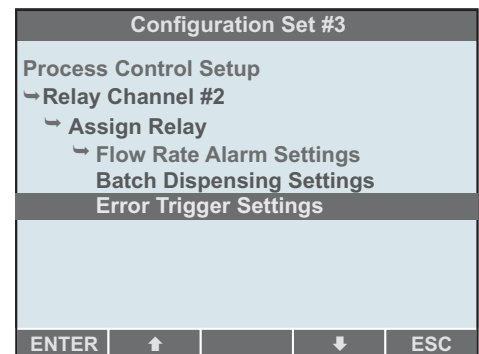 Configuration Set #3
Process Control Setup
➥Relay Channel #2
➥ Assign Relay
➥ Flow Rate Alarm Settings
Batch Dispensing Settings
Error Trigger Settings
ENTER ⬆ ⬇ ESC